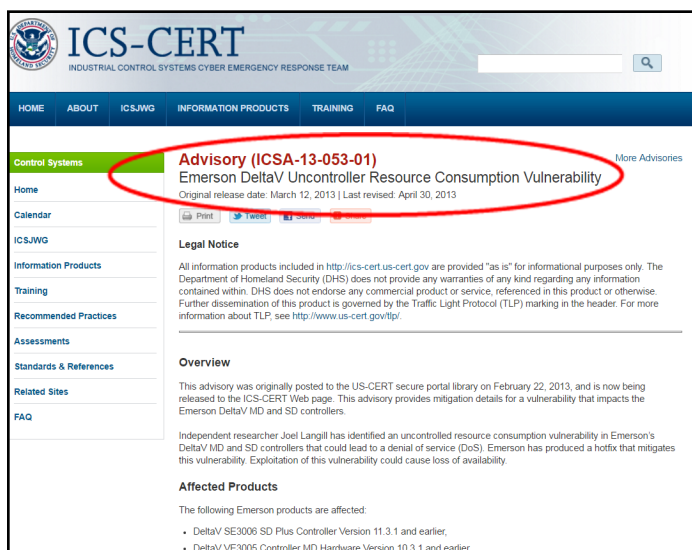 ICS-CERT
INDUSTRIAL CONTROL SYSTEMS CYBER EMERGENCY RESPONSE TEAM
HOME ABOUT ICSJWG INFORMATION PRODUCTS TRAINING FAQ
Control Systems
Home
Calendar
ICSJWG
Information Products
Training
Recommended Practices
Assessments
Standards & References
Related Sites
FAQ
Advisory (ICSA-13-053-01)
More Advisories
Emerson DeltaV Uncontroller Resource Consumption Vulnerability
Original release date: March 12, 2013 | Last revised: April 30, 2013
Print Tweet Send Share
Legal Notice
All information products included in http://ics-cert.us-cert.gov are provided "as is" for informational purposes only. The
Department of Homeland Security (DHS) does not provide any warranties of any kind regarding any information
contained within. DHS does not endorse any commercial product or service, referenced in this product or otherwise.
Further dissemination of this product is governed by the Traffic Light Protocol (TLP) marking in the header. For more
information about TLP, see http://www.us-cert.gov/tlp/.
Overview
This advisory was originally posted to the US-CERT secure portal library on February 22, 2013, and is now being
released to the ICS-CERT Web page. This advisory provides mitigation details for a vulnerability that impacts the
Emerson DeltaV MD and SD controllers.
Independent researcher Joel Langill has identified an uncontrolled resource consumption vulnerability in Emerson's
DeltaV MD and SD controllers that could lead to a denial of service (DoS). Emerson has produced a hotfix that mitigates
this vulnerability. Exploitation of this vulnerability could cause loss of availability.
Affected Products
The following Emerson products are affected:
• DeltaV SE3006 SD Plus Controller Version 11.3.1 and earlier,
• DeltaV VE3005 Controller MD Hardware Version 10.3.1 and earlier